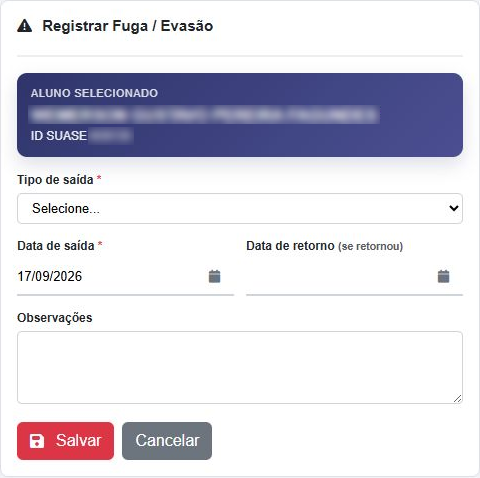 Registrar Fuga / Evasão
ALUNO SELECIONADO
ID SUASE
Tipo de saída *
Selecione...
Data de saída *
Data de retorno (se retornou)
17/09/2026
Observações
Salvar
Cancelar